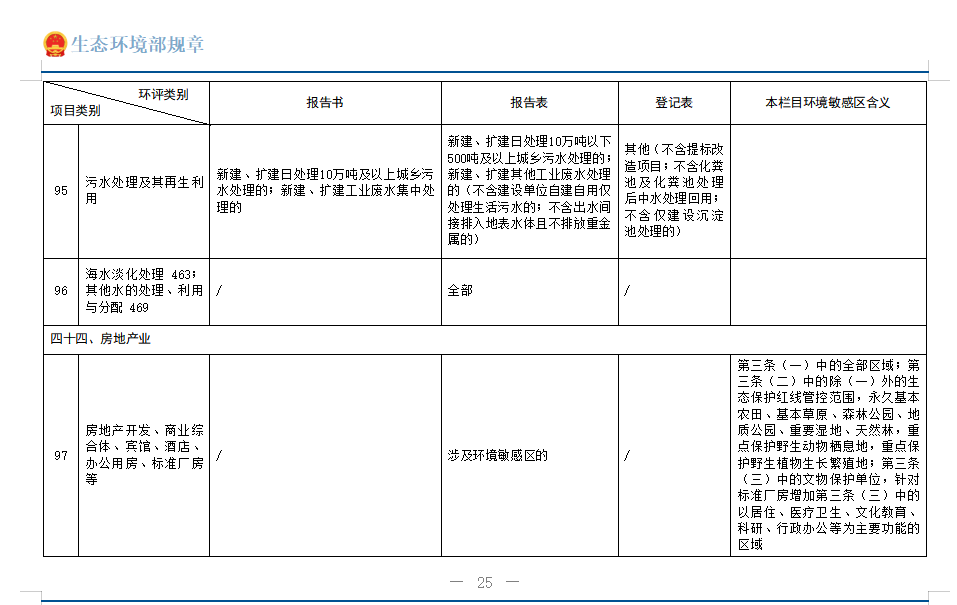 生态环境部规章
环评类别
项目类别
报告书
报告表
登记表
本栏目环境敏感区含义
95
污水处理及其再生利
用
新建、扩建日处理10万吨及以上城乡污
水处理的；新建、扩建工业废水集中处
理的
新建、扩建日处理10万吨以下
500吨及以上城乡污水处理的；
新建、扩建其他工业废水处理
的（不含建设单位自建自用仅
处理生活污水的；不含出水间
接排入地表水体且不排放重金
属的）
其他（不含提标改
造项目；不含化粪
池及化粪池处理
后中水处理回用；
不含仅建设沉淀
池处理的）
96
海水淡化处理 463；
其他水的处理、利用
与分配 469
/
全部
/
四十四、房地产业
97
房地产开发、商业综
合体、宾馆、酒店、
办公用房、标准厂房
等
/
涉及环境敏感区的
/
第三条（一）中的全部区域；第
三条（二）中的除（一）外的生
态保护红线管控范围，永久基本
农田、基本草原、森林公园、地
质公园、重要湿地、天然林，重
点保护野生动物栖息地，重点保
护野生植物生长繁殖地；第三条
（三）中的文物保护单位，针对
标准厂房增加第三条（三）中的
以居住、医疗卫生、文化教育、
科研、行政办公等为主要功能的
区域
— 25 —